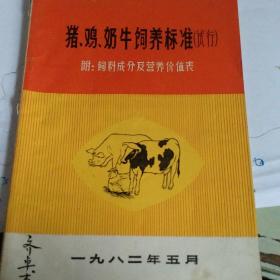 猪、鸡、奶牛饲养标准(试行)
附：饲料成分及营养价值表
一九八二年五月